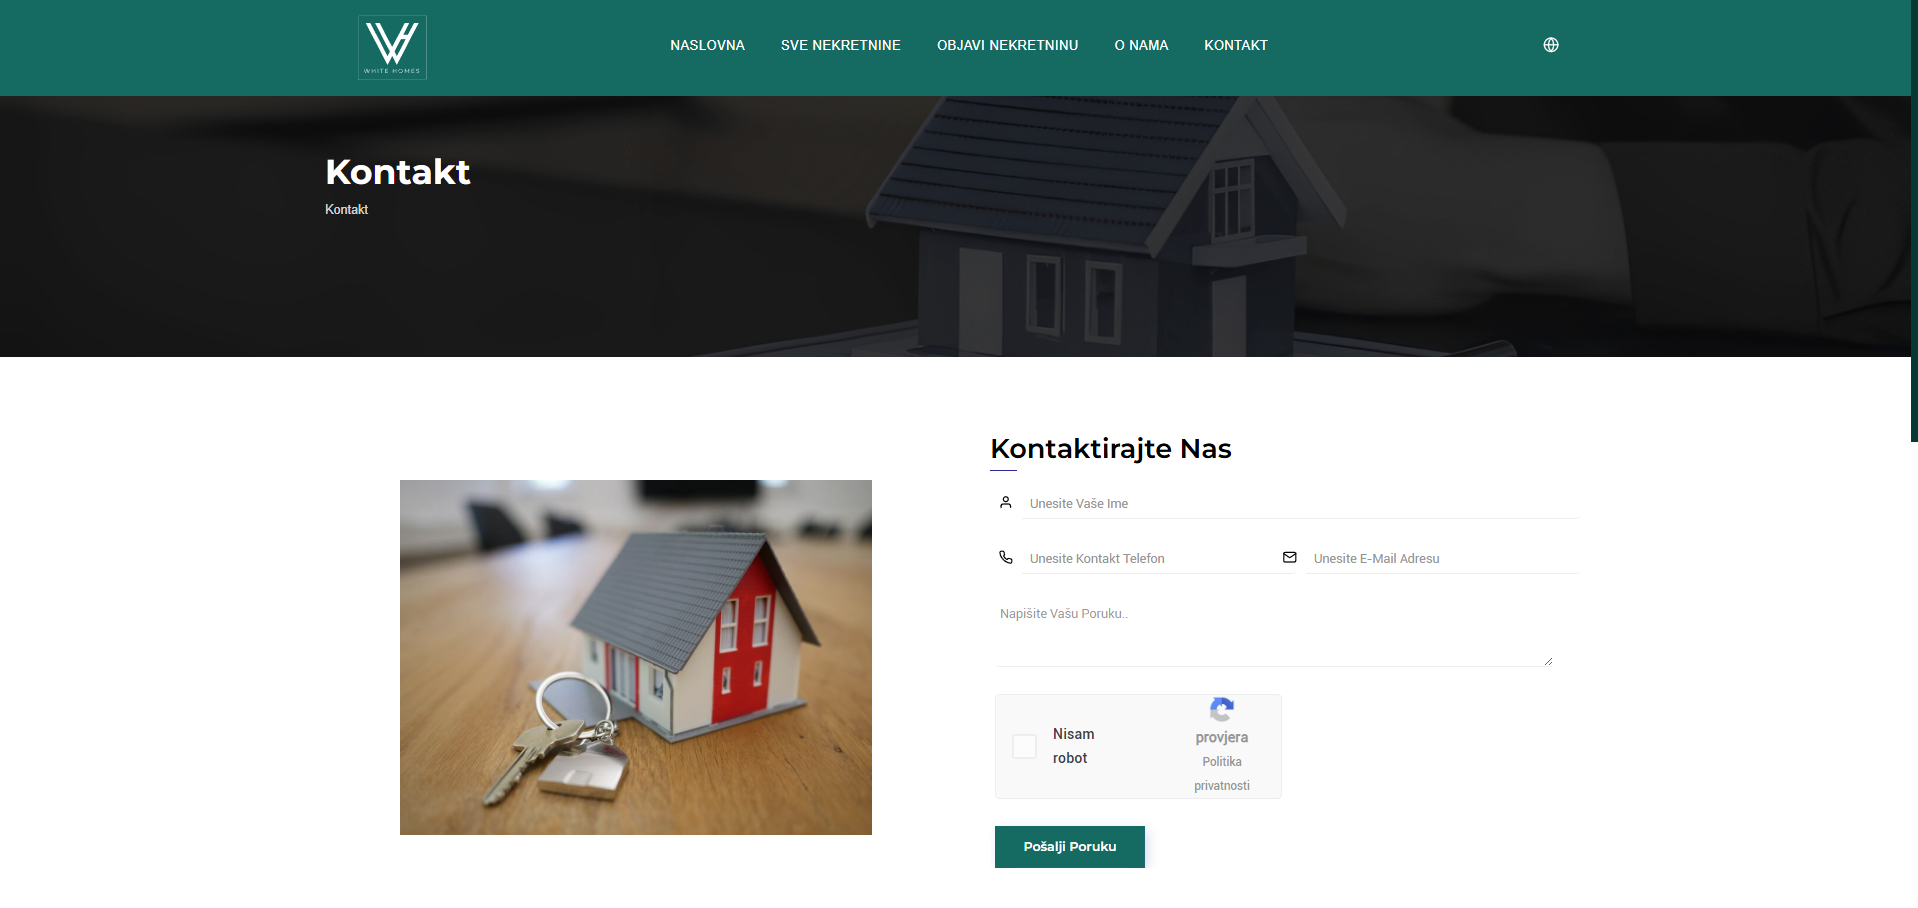 WHITE HOMES
NASLOVNA SVE NEKRETNINE OBJAVI NEKRETNINU O NAMA KONTAKT
Kontakt
Kontakt
Kontaktirajte Nas
Unesite Vaše Ime
Unesite Kontakt Telefon Unesite E-Mail Adresu
Napišite Vašu Poruku..
Nisam
robot
provjera
Politika
privatnosti
Pošalji Poruku